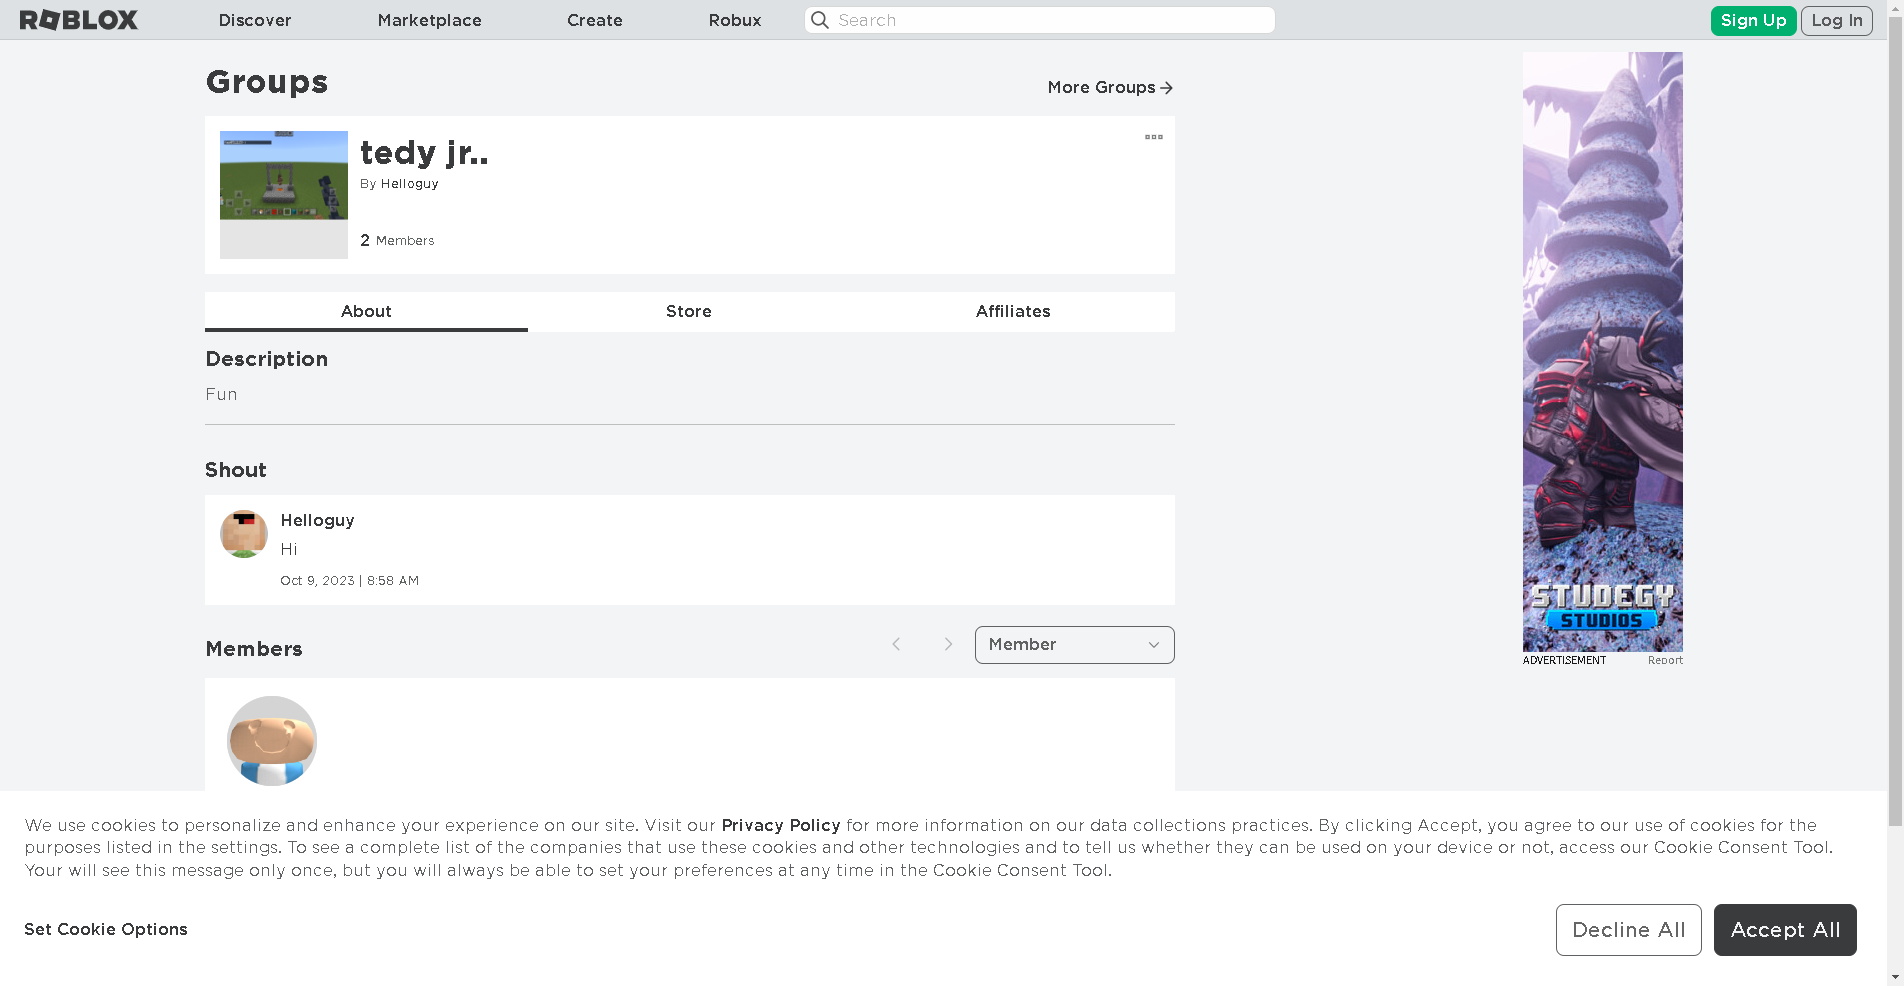 ROBLOX
Discover
Marketplace
Create
Robux
Search
Sign Up
Log In
Groups
More Groups
tedy jr..
By Helloguy
2 Members
About
Store
Affiliates
Description
Fun
Shout
Helloguy
Hi
Oct 9, 2023 | 8:58 AM
Members
Member
STUDEGY
STUDIOS
ADVERTISEMENT
Report
We use cookies to personalize and enhance your experience on our site. Visit our Privacy Policy for more information on our data collections practices. By clicking Accept, you agree to our use of cookies for the
purposes listed in the settings. To see a complete list of the companies that use these cookies and other technologies and to tell us whether they can be used on your device or not, access our Cookie Consent Tool.
Your will see this message only once, but you will always be able to set your preferences at any time in the Cookie Consent Tool.
Set Cookie Options
Decline All
Accept All